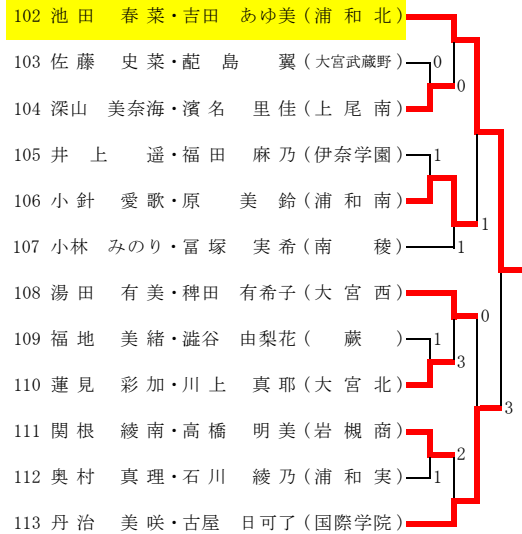 102 池田 春菜・吉田 あゆ美(浦和北)
103 佐藤 史菜・蓜島 翼(大宮武蔵野) 0
0
104 深山 美奈海・濱名 里佳(上尾南)
105 井上 遥・福田 麻乃(伊奈学園) 1
106 小針 愛歌・原 美鈴(浦和南)
1
107 小林 みのり・冨塚 実希(南稜) 1
108 湯田 有美・稗田 有希子(大宮西)
0
109 福地 美緒・澁谷 由梨花(蕨) 1
3
110 蓮見 彩加・川上 真耶(大宮北)
3
111 関根 綾南・高橋 明美(岩槻商)
2
112 奥村 真理・石川 綾乃(浦和実) 1
113 丹治 美咲・古屋 日可了(国際学院)